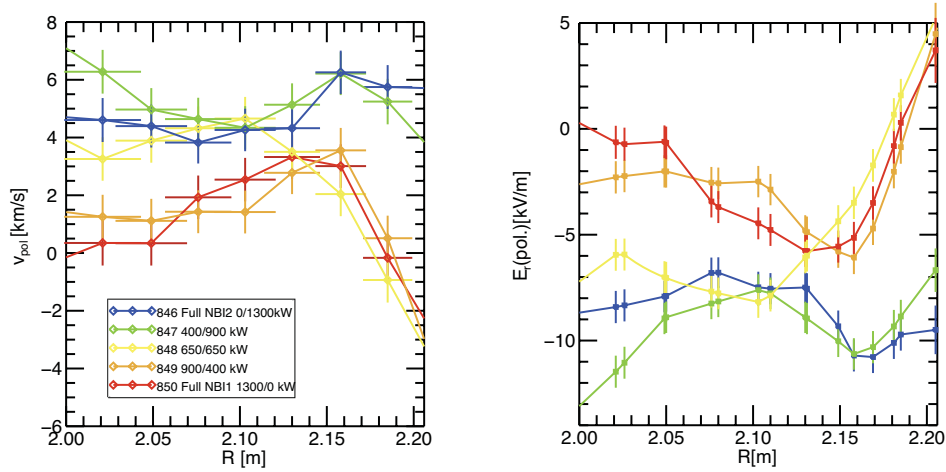 8
6
4
2
0
−2
−4
−6
v_pol [km/s]
846 Full NBI2 0/1300kW
847 400/900 kW
848 650/650 kW
849 900/400 kW
850 Full NBI1 1300/0 kW
2.00 2.05 2.10 2.15 2.20
R [m]
5
0
−5
−10
E_r(pol.)[kV/m]
2.00 2.05 2.10 2.15 2.20
R[m]